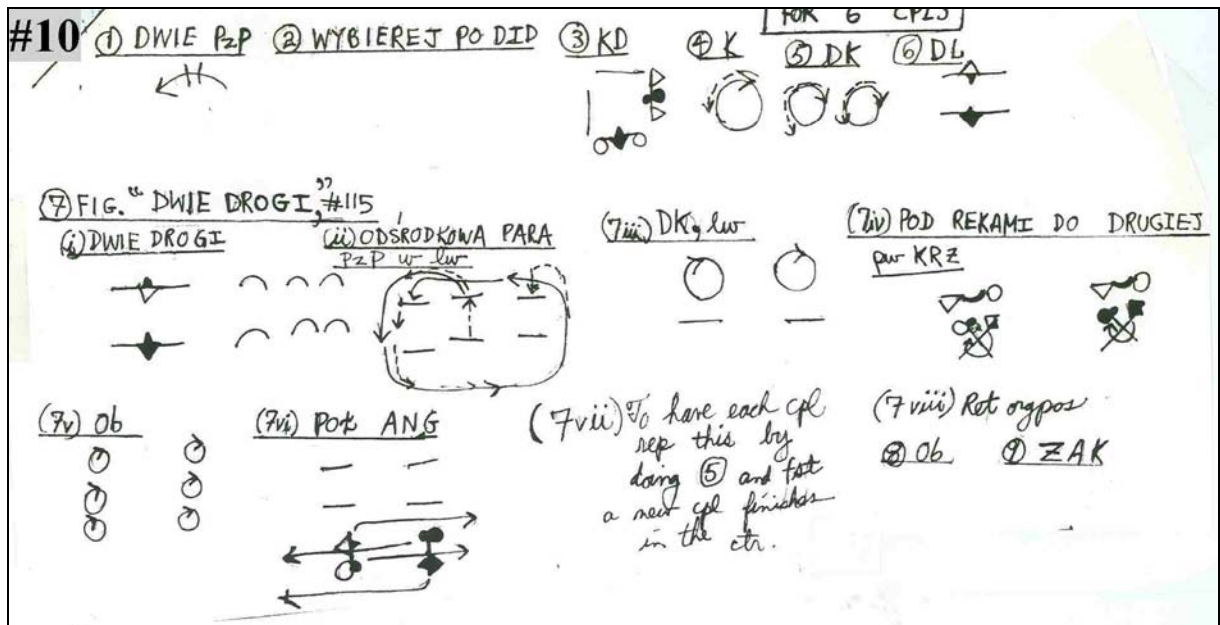 #10 ① DWIE PzP ② WYBIEREJ PO DID ③ KD ④ K ⑤ DK ⑥ DL
FOR 6 CPLS
⑦ FIG. "DWIE DROGI," #115
(i) DWIE DROGI
(ii) ODŚRODKOWA PARA
PzP w lw
(7iii) DK, lw
(7iv) POD REKAMI DO DRUGIEJ
pw KRZ
(7v) Ob
(7vi) Pot ANG
(7vii) To have each cpl
rep this by
doing ⑤ and tst
a new cpl finishes
in the ctr.
(7viii) Ret orgpos
⑧ Ob ⑨ ZAK